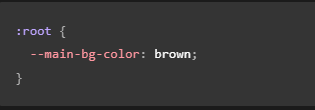 :root {
  --main-bg-color: brown;
}